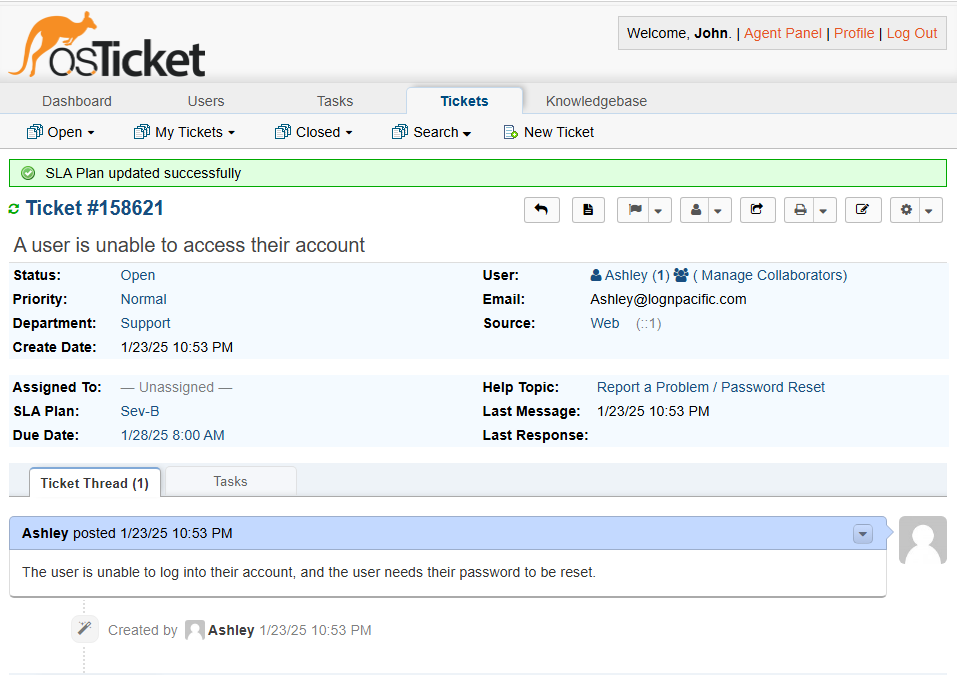 osTicket
Welcome, John. | Agent Panel | Profile | Log Out
Dashboard Users Tasks Tickets Knowledgebase
Open My Tickets Closed Search New Ticket
SLA Plan updated successfully
Ticket #158621
A user is unable to access their account
Status: Open User: Ashley (1) ( Manage Collaborators)
Priority: Normal Email: Ashley@lognpacific.com
Department: Support Source: Web (::1)
Create Date: 1/23/25 10:53 PM
Assigned To: — Unassigned — Help Topic: Report a Problem / Password Reset
SLA Plan: Sev-B Last Message: 1/23/25 10:53 PM
Due Date: 1/28/25 8:00 AM Last Response:
Ticket Thread (1) Tasks
Ashley posted 1/23/25 10:53 PM
The user is unable to log into their account, and the user needs their password to be reset.
Created by Ashley 1/23/25 10:53 PM